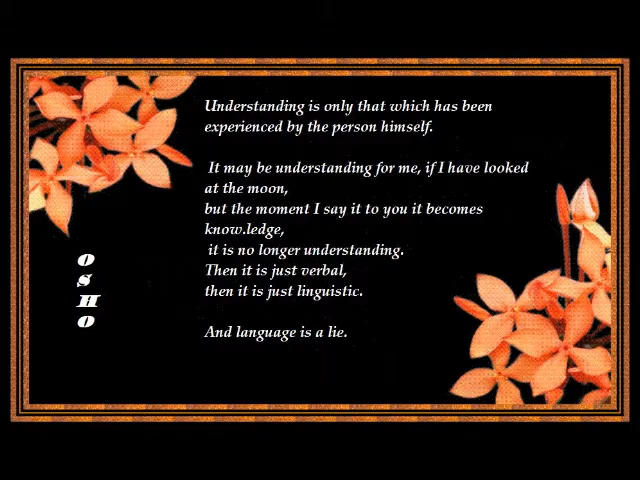 Understanding is only that which has been
experienced by the person himself.
It may be understanding for me, if I have looked
at the moon,
but the moment I say it to you it becomes
know.ledge,
it is no longer understanding.
Then it is just verbal,
then it is just linguistic.
And language is a lie.
O
S
H
O